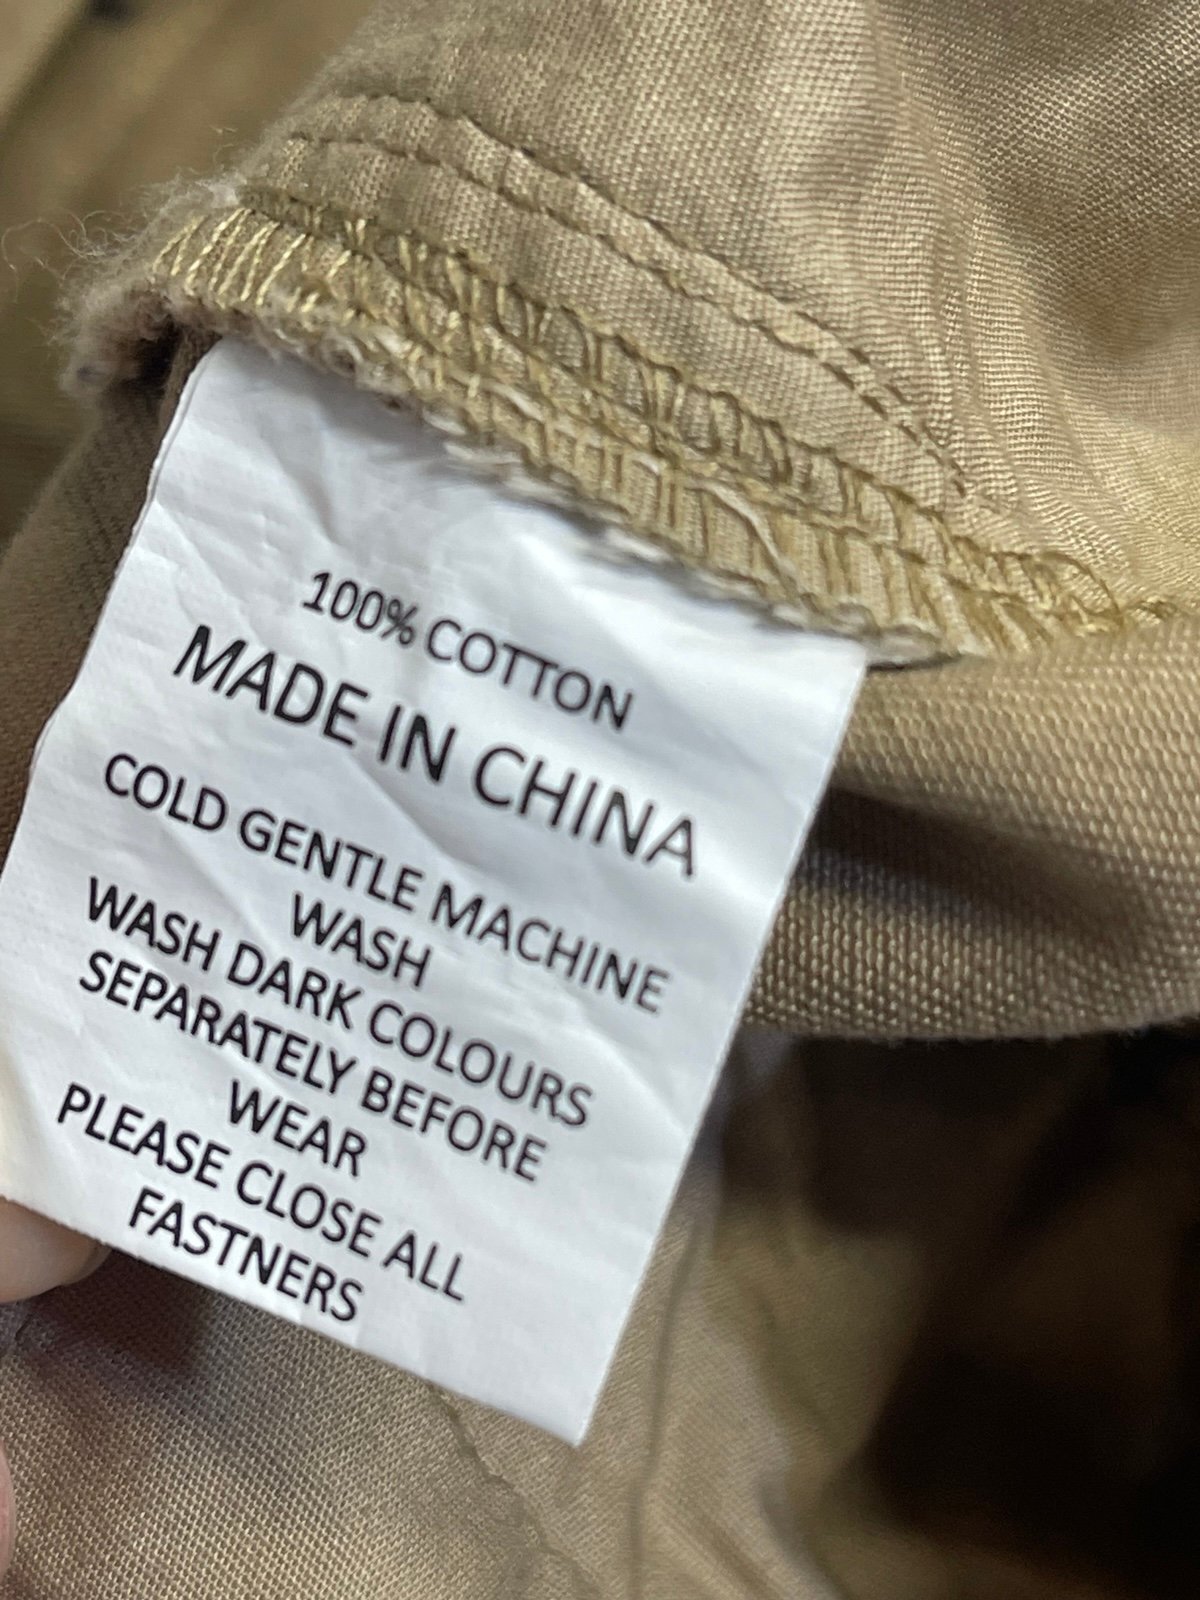 100% COTTON
MADE IN CHINA
COLD GENTLE MACHINE
WASH
WASH DARK COLOURS
SEPARATELY BEFORE
WEAR
PLEASE CLOSE ALL
FASTNERS